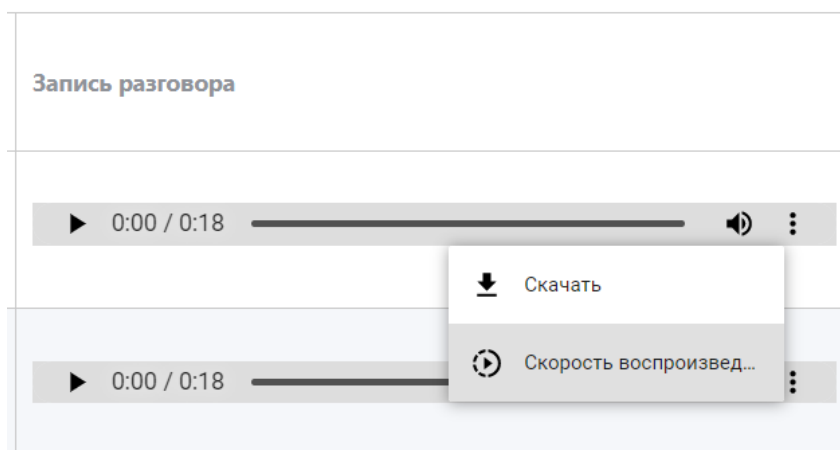 Запись разговора
0:00 / 0:18
Скачать
Скорость воспроизвед...
0:00 / 0:18